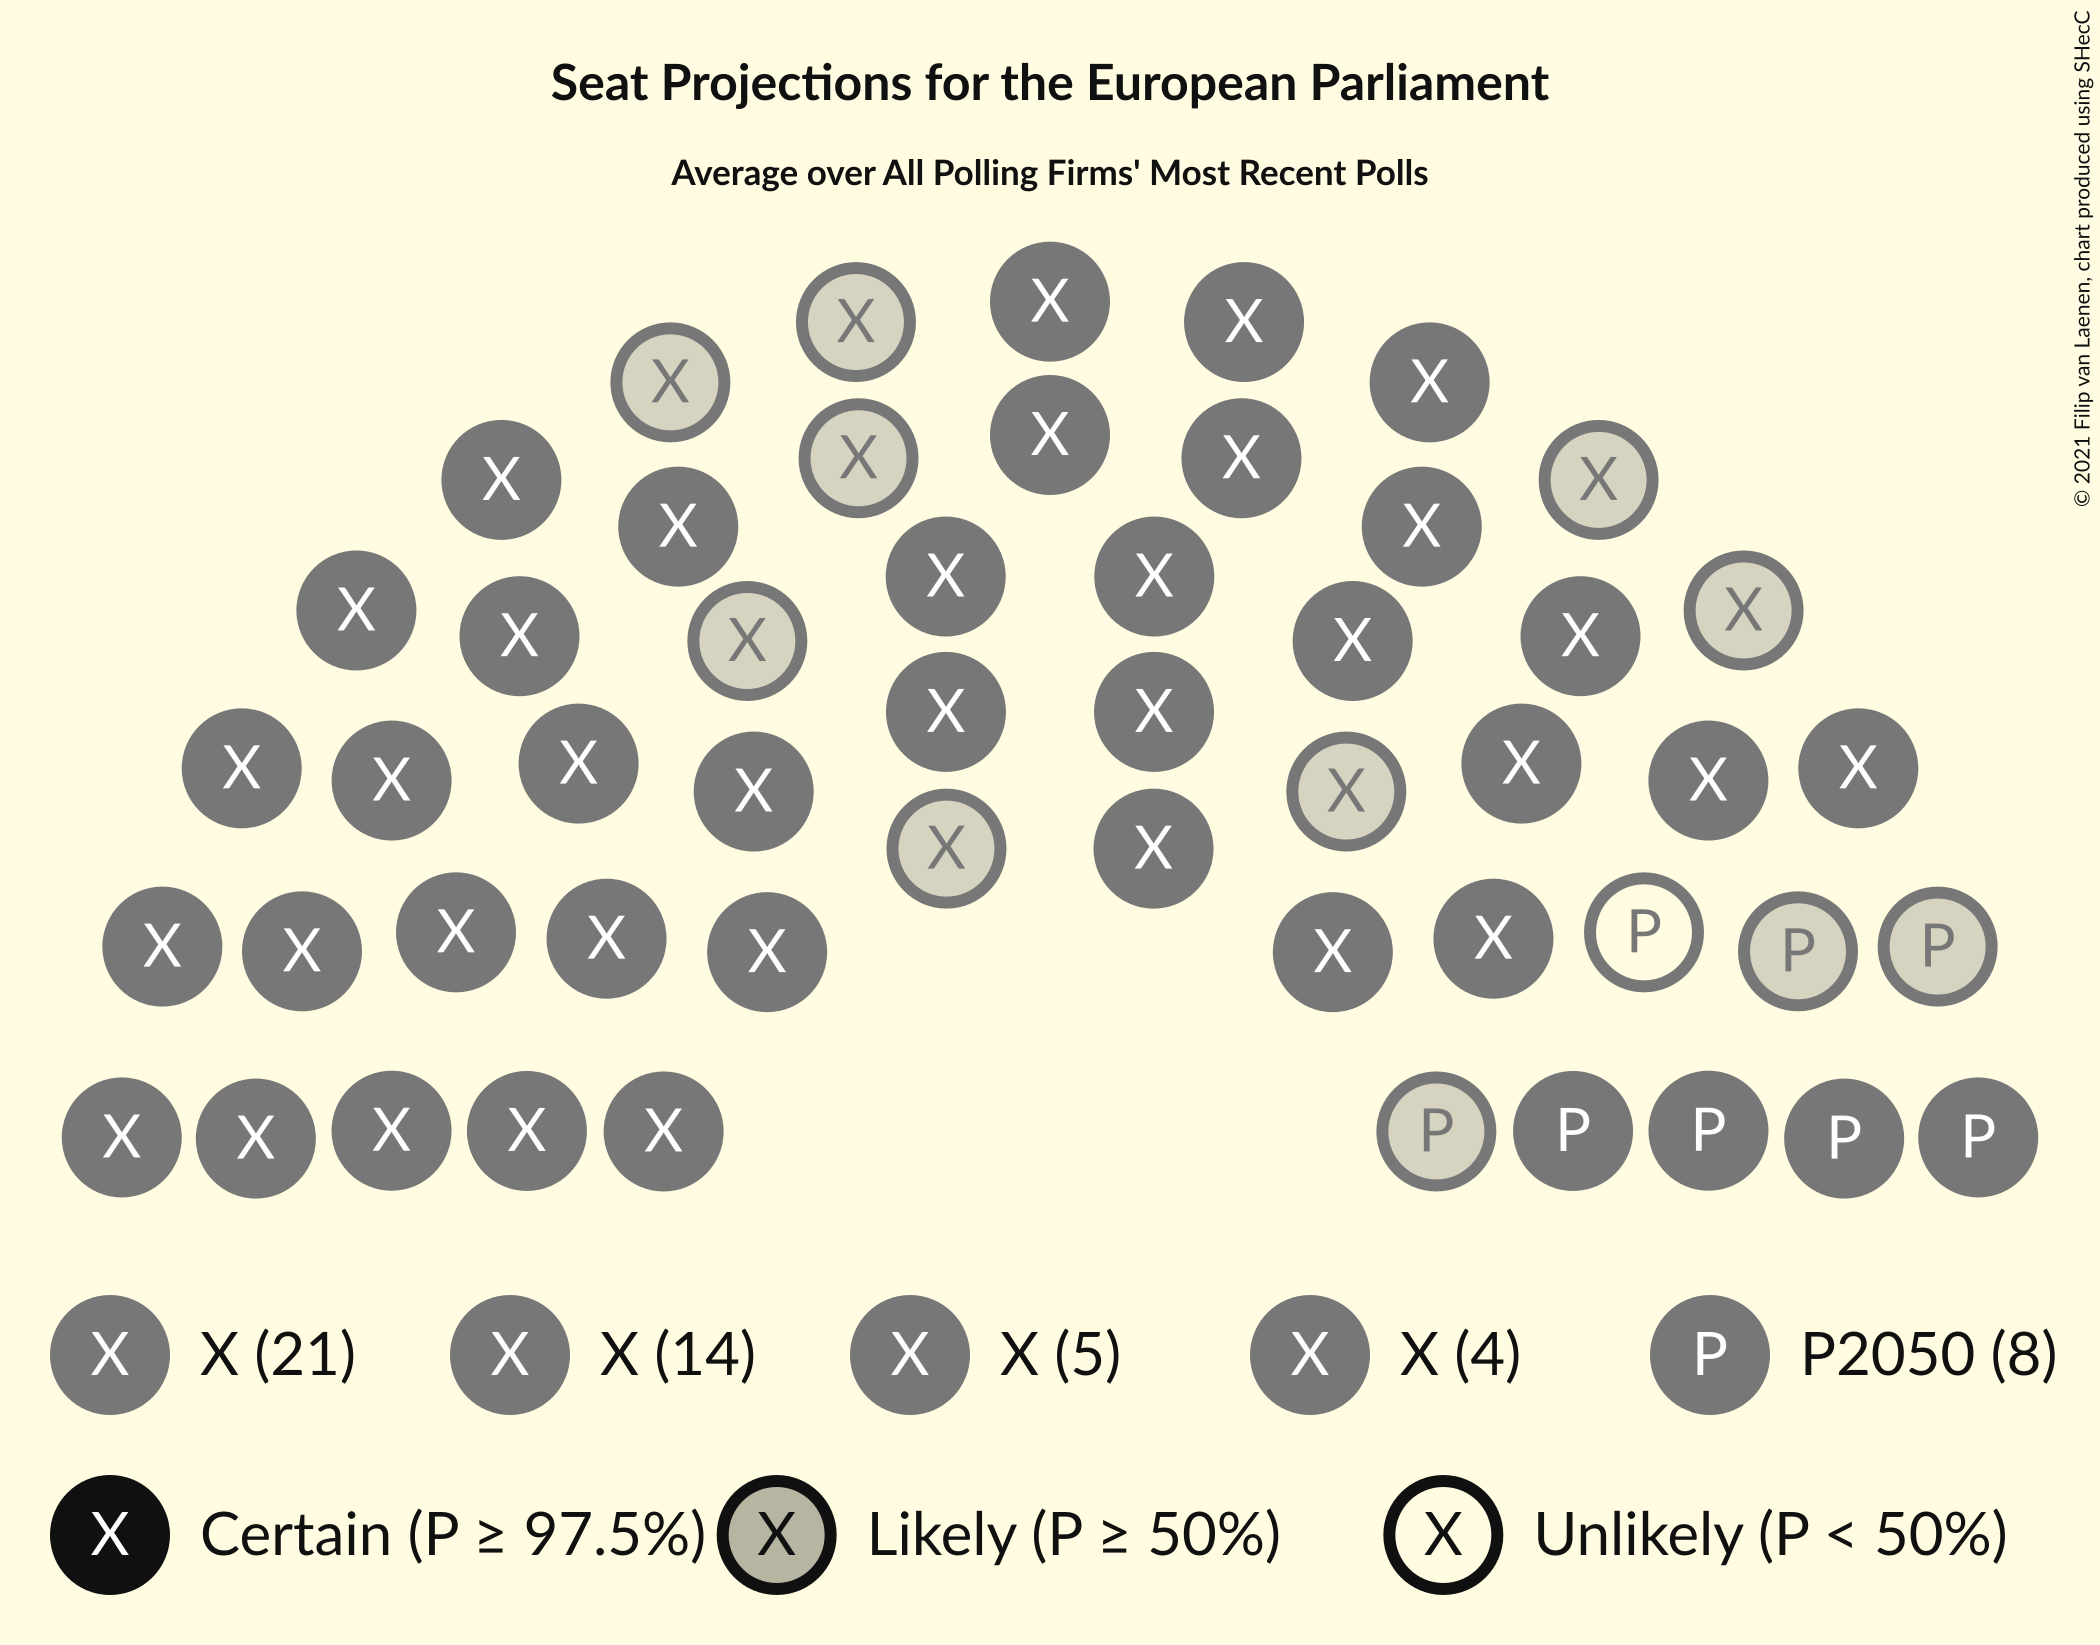 Seat Projections for the European Parliament
Average over All Polling Firms' Most Recent Polls
© 2021 Filip van Laenen, chart produced using SHecC
X X X X X
X X X X X
X X X X
X X X X
X X X X
X X X X
X X X X
X X X X
X X X X
X X X X X X
X X P P P
X X X X X P P P P P
X X (21) X X (14) X X (5) X X (4) P P2050 (8)
X Certain (P ≥ 97.5%) X Likely (P ≥ 50%) X Unlikely (P < 50%)